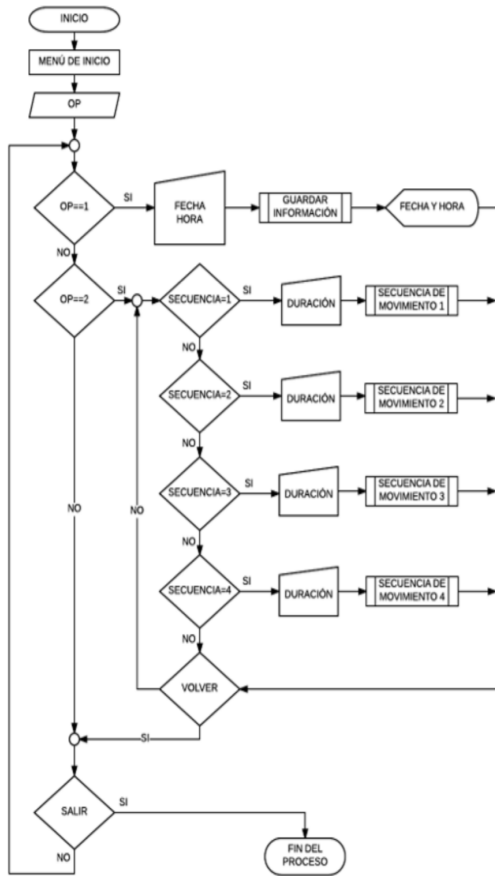 INICIO
MENÚ DE INICIO
OP
OP==1
SI
FECHA
HORA
GUARDAR
INFORMACIÓN
FECHA Y HORA
NO
OP==2
SI
SECUENCIA=1
SI
DURACIÓN
SECUENCIA DE
MOVIMIENTO 1
NO
SECUENCIA=2
SI
DURACIÓN
SECUENCIA DE
MOVIMIENTO 2
NO
SECUENCIA=3
SI
DURACIÓN
SECUENCIA DE
MOVIMIENTO 3
NO
NO
NO
SECUENCIA=4
SI
DURACIÓN
SECUENCIA DE
MOVIMIENTO 4
NO
VOLVER
SI
SALIR
SI
NO
FIN DEL
PROCESO